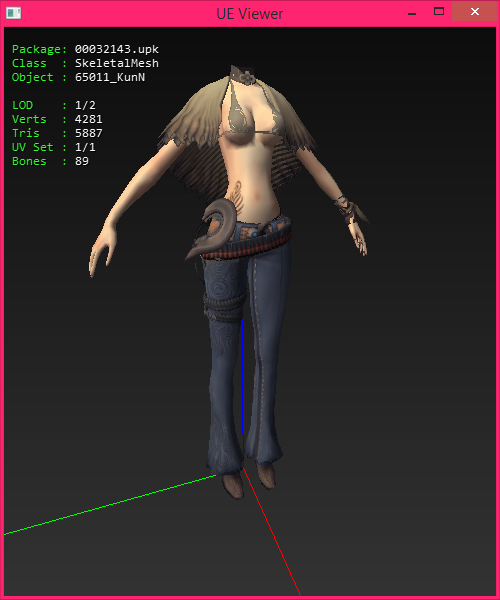 UE Viewer
Package: 00032143.upk
Class  : SkeletalMesh
Object : 65011_KunN
LOD    : 1/2
Verts  : 4281
Tris   : 5887
UV Set : 1/1
Bones  : 89